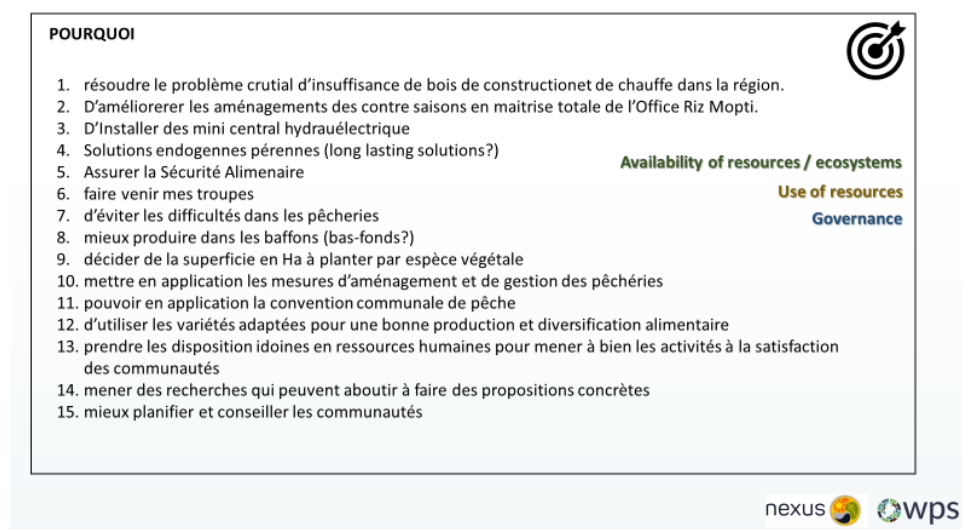 POURQUOI
1. résoudre le problème crutial d'insuffisance de bois de constructionet de chauffe dans la région.
2. D'améliorerer les aménagements des contre saisons en maitrise totale de l'Office Riz Mopti.
3. D'Installer des mini central hydrauélectrique
4. Solutions endogennes pérennes (long lasting solutions?)
5. Assurer la Sécurité Alimenaire
6. faire venir mes troupes
7. d'éviter les difficultés dans les pêcheries
8. mieux produire dans les baffons (bas-fonds?)
9. décider de la superficie en Ha à planter par espèce végétale
10. mettre en application les mesures d'aménagement et de gestion des pêchéries
11. pouvoir en application la convention communale de pêche
12. d'utiliser les variétés adaptées pour une bonne production et diversification alimentaire
13. prendre les disposition idoines en ressources humaines pour mener à bien les activités à la satisfaction
des communautés
14. mener des recherches qui peuvent aboutir à faire des propositions concrètes
15. mieux planifier et conseiller les communautés
Availability of resources / ecosystems
Use of resources
Governance
nexus
wps